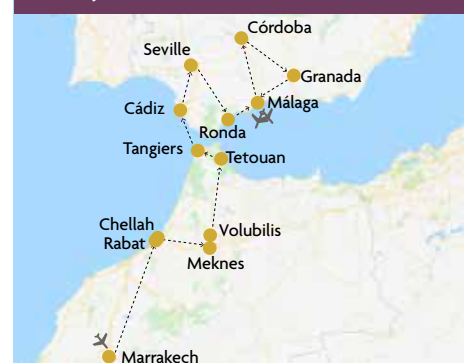 Córdoba
Seville
Granada
Cádiz
Málaga
Ronda
Tangiers
Tetouan
Chellah
Rabat
Volubilis
Meknes
Marrakech